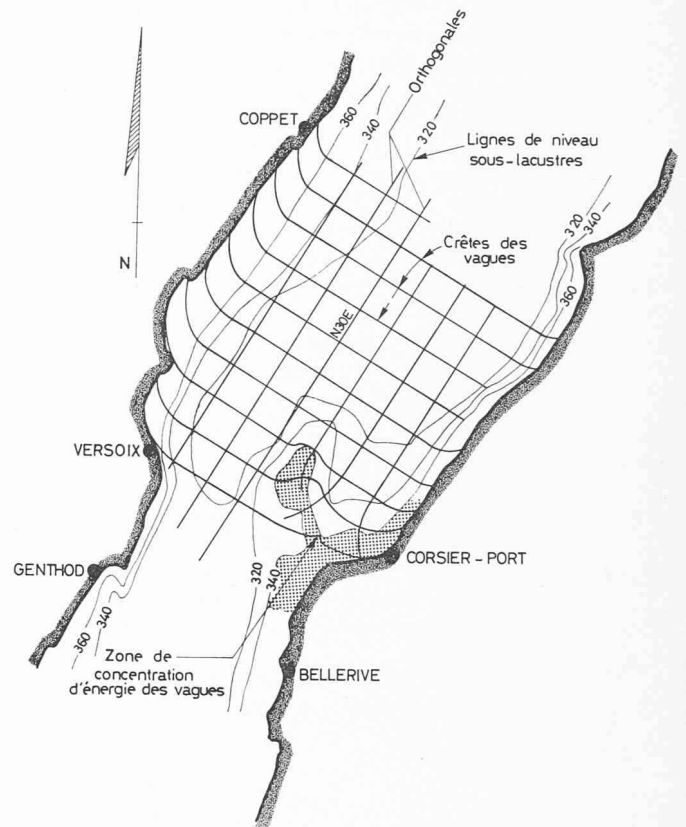 Orthogonales
COPPET
360
340
320
Lignes de niveau
sous-lacustres
320
340
360
Crêtes des
vagues
N
N30E
VERSOIX
GENTHOD
CORSIER-PORT
320
340
360
340
Zone de
concentration
d'énergie des vagues
BELLERIVE